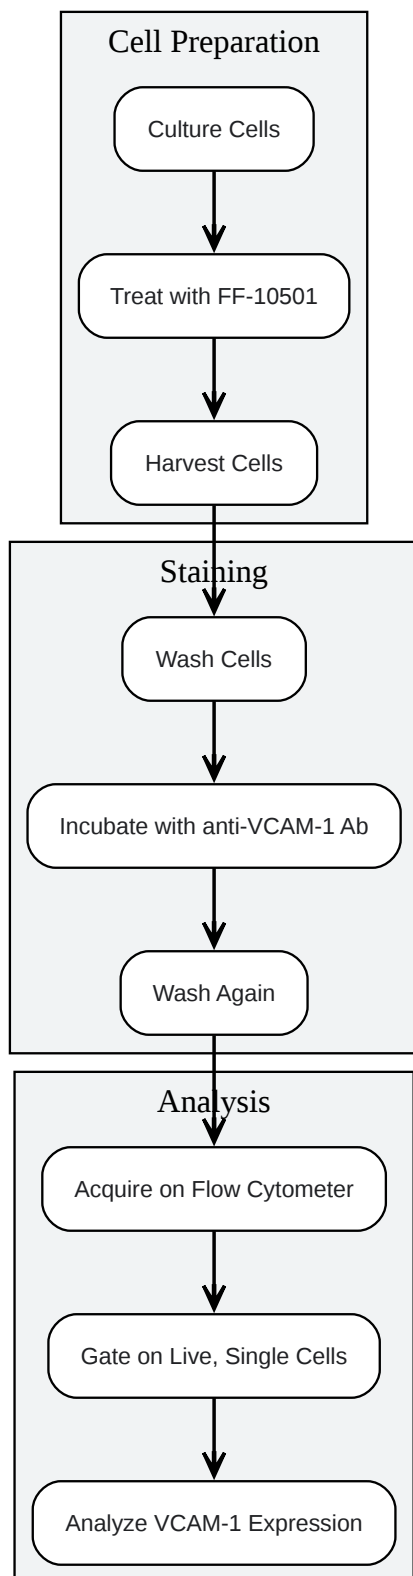 Cell Preparation
Culture Cells
Treat with FF-10501
Harvest Cells
Staining
Wash Cells
Incubate with anti-VCAM-1 Ab
Wash Again
Analysis
Acquire on Flow Cytometer
Gate on Live, Single Cells
Analyze VCAM-1 Expression